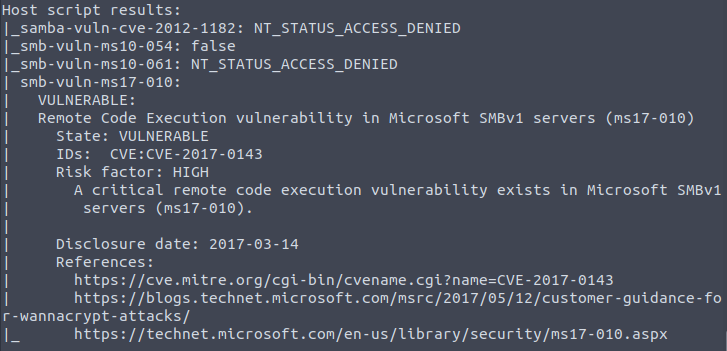 Host script results:
|_samba-vuln-cve-2012-1182: NT_STATUS_ACCESS_DENIED
|_smb-vuln-ms10-054: false
|_smb-vuln-ms10-061: NT_STATUS_ACCESS_DENIED
| smb-vuln-ms17-010:
|   VULNERABLE:
|   Remote Code Execution vulnerability in Microsoft SMBv1 servers (ms17-010)
|     State: VULNERABLE
|     IDs:  CVE:CVE-2017-0143
|     Risk factor: HIGH
|       A critical remote code execution vulnerability exists in Microsoft SMBv1
|        servers (ms17-010).
|
|     Disclosure date: 2017-03-14
|     References:
|       https://cve.mitre.org/cgi-bin/cvename.cgi?name=CVE-2017-0143
|       https://blogs.technet.microsoft.com/msrc/2017/05/12/customer-guidance-fo
r-wannacrypt-attacks/
|_      https://technet.microsoft.com/en-us/library/security/ms17-010.aspx